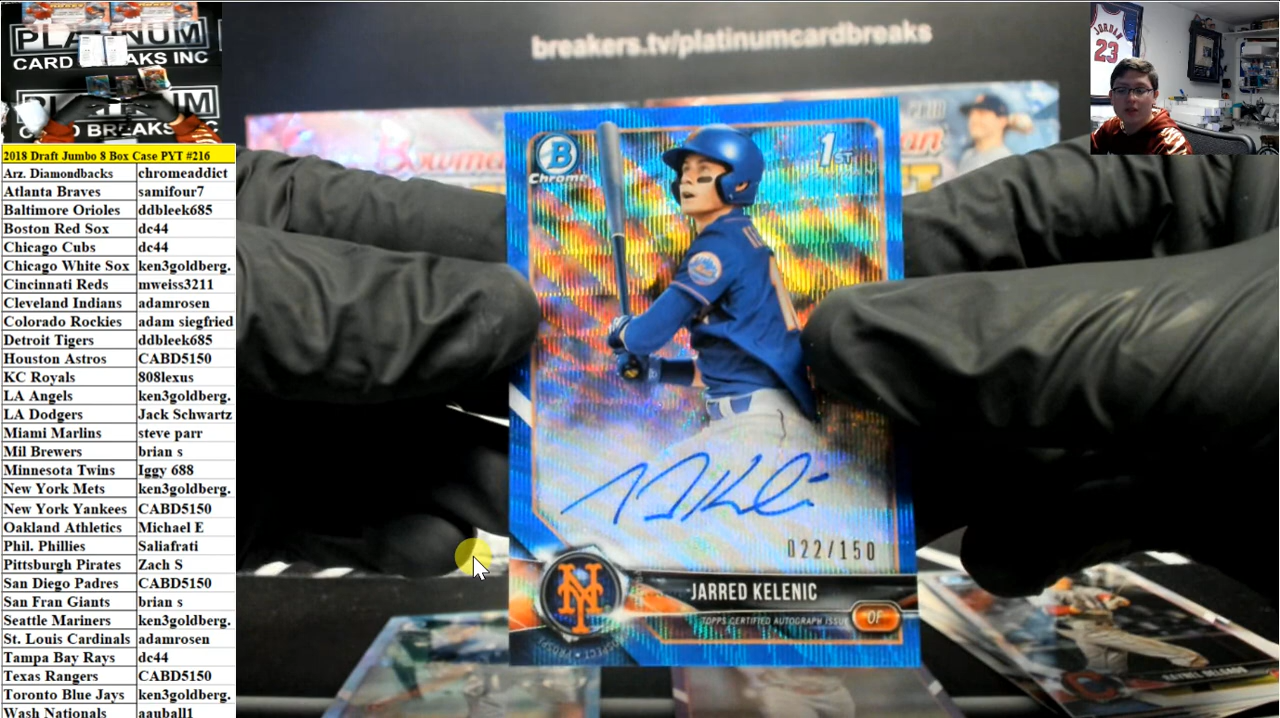 PLATINUM
CARD BREAKS INC
PLATINUM
CARD BREAKS INC
breakers.tv/platinumcardbreaks
JORDAN
23
2018 Draft Jumbo 8 Box Case PYT #216
Arz. Diamondbacks chromeaddict
Atlanta Braves samifour7
Baltimore Orioles ddbleek685
Boston Red Sox dc44
Chicago Cubs dc44
Chicago White Sox ken3goldberg.
Cincinnati Reds mweiss3211
Cleveland Indians adamrosen
Colorado Rockies adam siegfried
Detroit Tigers ddbleek685
Houston Astros CABD5150
KC Royals 808lexus
LA Angels ken3goldberg.
LA Dodgers Jack Schwartz
Miami Marlins steve parr
Mil Brewers brian s
Minnesota Twins Iggy 688
New York Mets ken3goldberg.
New York Yankees CABD5150
Oakland Athletics Michael E
Phil. Phillies Saliafrati
Pittsburgh Pirates Zach S
San Diego Padres CABD5150
San Fran Giants brian s
Seattle Mariners ken3goldberg.
St. Louis Cardinals adamrosen
Tampa Bay Rays dc44
Texas Rangers CABD5150
Toronto Blue Jays ken3goldberg.
Wash Nationals aauball1
Bowma
B
Chrome
1ST
Mets
022/150
NY
JARRED KELENIC
TOPPS CERTIFIED AUTOGRAPH ISSUE
OF